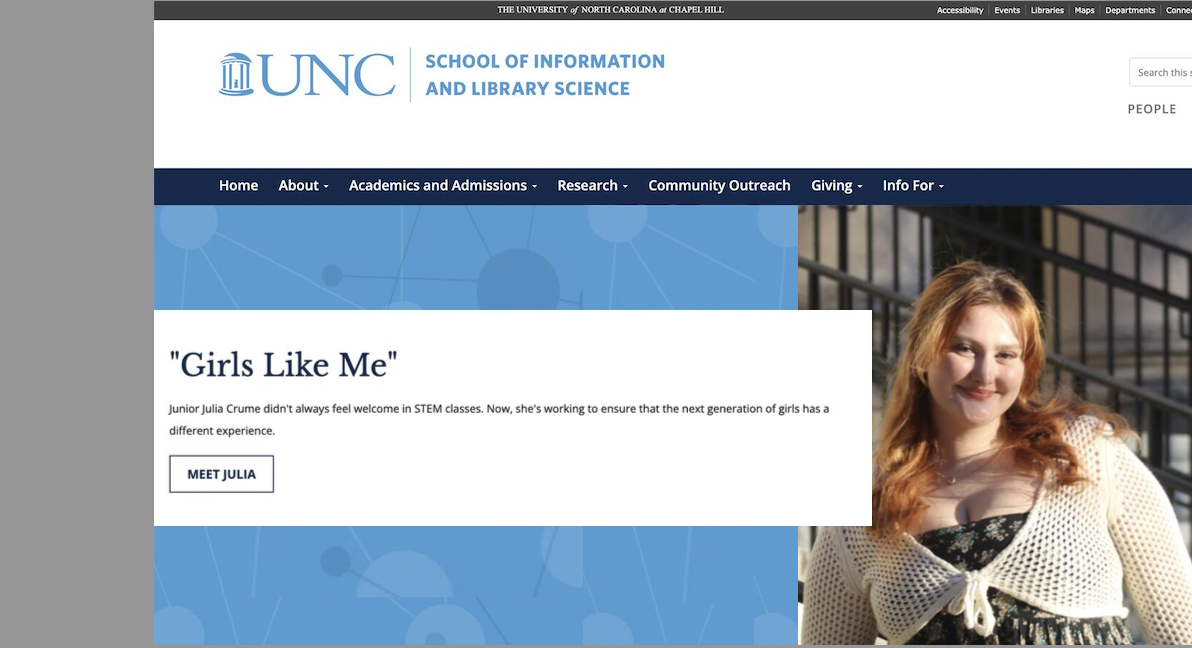 THE UNIVERSITY of NORTH CAROLINA at CHAPEL HILL
Accessibility Events Libraries Maps Departments
UNC
SCHOOL OF INFORMATION
AND LIBRARY SCIENCE
Search this
PEOPLE
Home About Academics and Admissions Research Community Outreach Giving Info For
"Girls Like Me"
Junior Julia Crume didn't always feel welcome in STEM classes. Now, she's working to ensure that the next generation of girls has a
different experience.
MEET JULIA